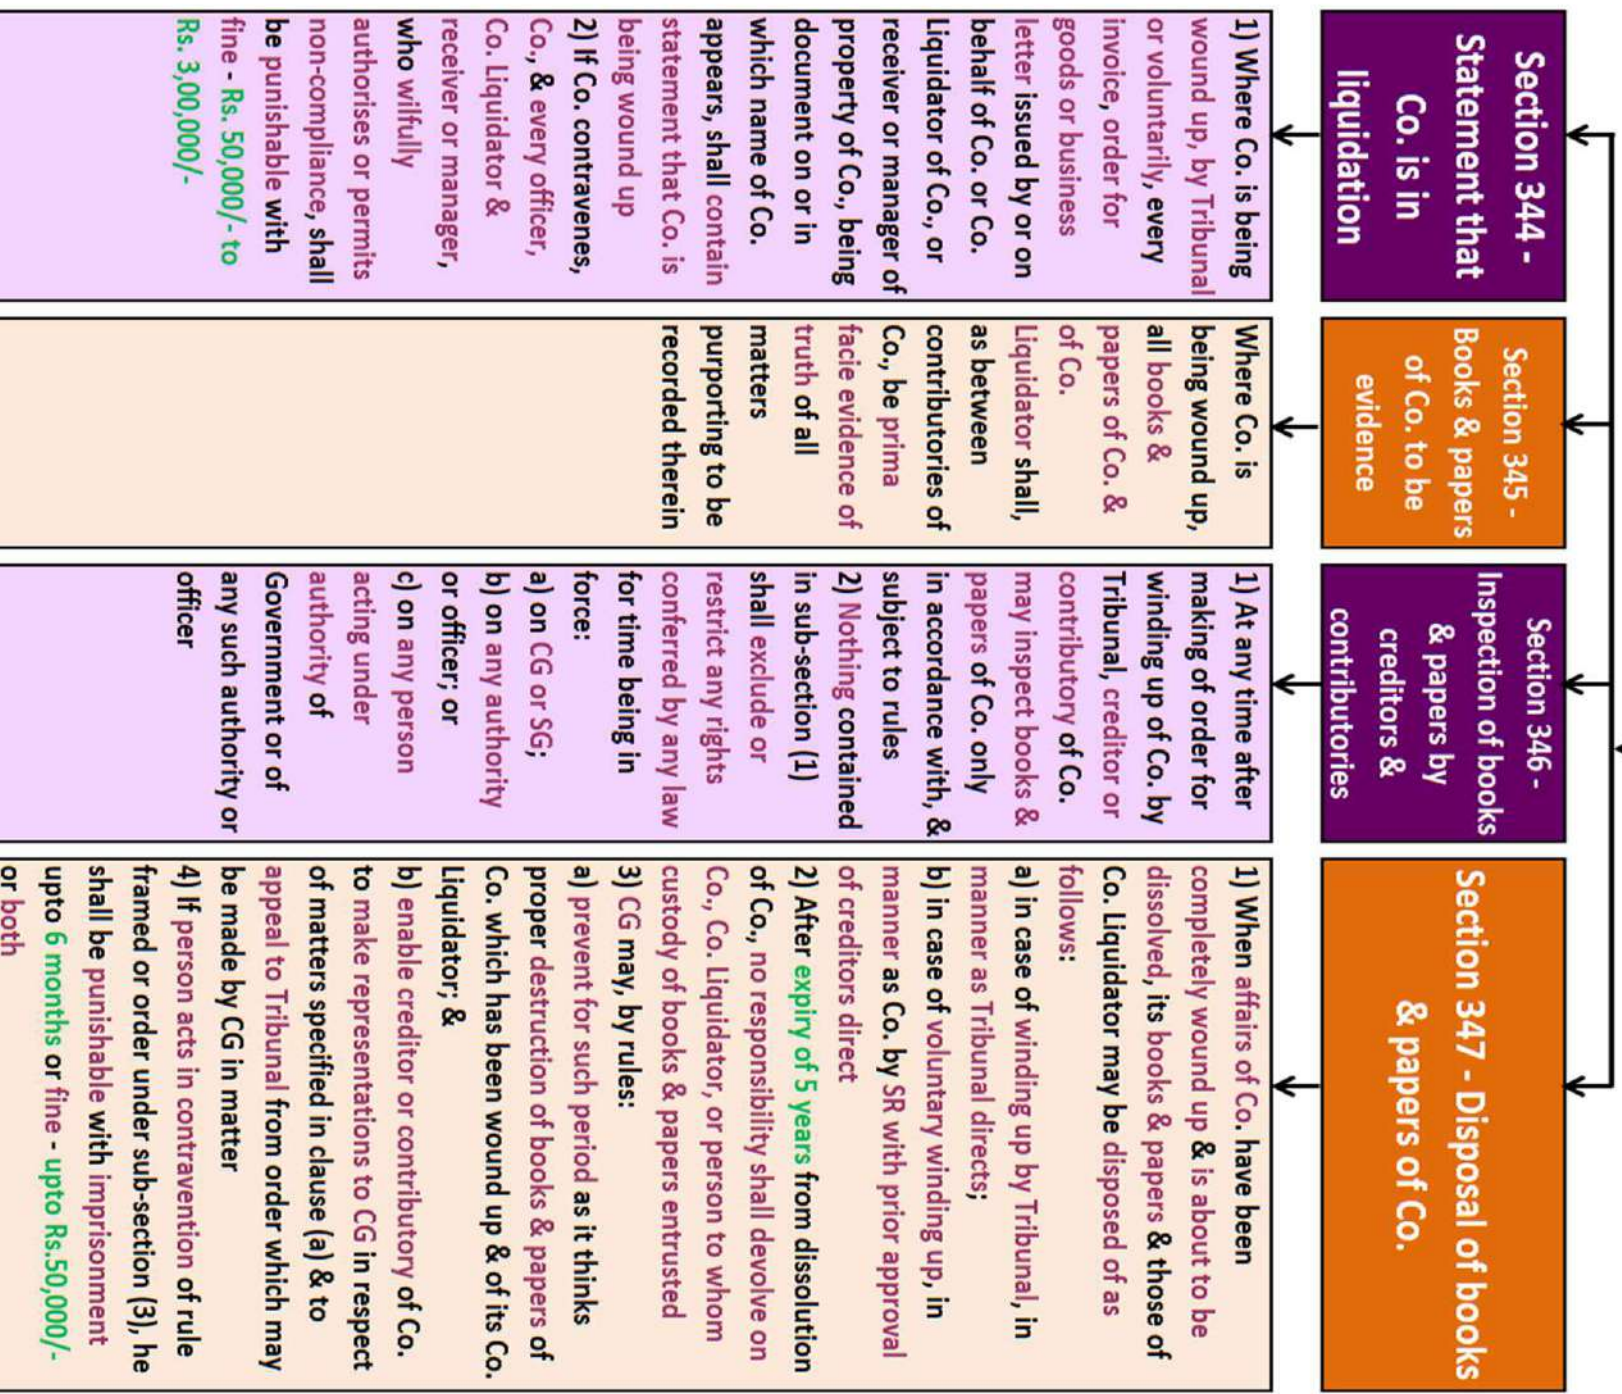 Section 344 -
Statement that
Co. is in
liquidation
1) Where Co. is being
wound up, by Tribunal
or voluntarily, every
invoice, order for
goods or business
letter issued by or on
behalf of Co. or Co.
Liquidator of Co., or
receiver or manager of
property of Co., being
document on or in
which name of Co.
appears, shall contain
statement that Co. is
being wound up
2) If Co. contravenes,
Co., & every officer,
Co. Liquidator &
receiver or manager,
who wilfully
authorises or permits
non-compliance, shall
be punishable with
fine - Rs. 50,000/- to
Rs. 3,00,000/-
Section 345 -
Books & papers
of Co. to be
evidence
Where Co. is
being wound up,
all books &
papers of Co. &
of Co.
Liquidator shall,
as between
contributories of
Co., be prima
facie evidence of
truth of all
matters
purporting to be
recorded therein
Section 346 -
Inspection of books
& papers by
creditors &
contributories
1) At any time after
making of order for
winding up of Co. by
Tribunal, creditor or
contributory of Co.
may inspect books &
papers of Co. only
in accordance with, &
subject to rules
2) Nothing contained
in sub-section (1)
shall exclude or
restrict any rights
conferred by any law
for time being in
force:
a) on CG or SG;
b) on any authority
or officer; or
c) on any person
acting under
authority of
Government or of
any such authority or
officer
Section 347 - Disposal of books
& papers of Co.
1) When affairs of Co. have been
completely wound up & is about to be
dissolved, its books & papers & those of
Co. Liquidator may be disposed of as
follows:
a) in case of winding up by Tribunal, in
manner as Tribunal directs;
b) in case of voluntary winding up, in
manner as Co. by SR with prior approval
of creditors direct
2) After expiry of 5 years from dissolution
of Co., no responsibility shall devolve on
Co., Co. Liquidator, or person to whom
custody of books & papers entrusted
3) CG may, by rules:
a) prevent for such period as it thinks
proper destruction of books & papers of
Co. which has been wound up & of its Co.
Liquidator; &
b) enable creditor or contributory of Co.
to make representations to CG in respect
of matters specified in clause (a) & to
appeal to Tribunal from order which may
be made by CG in matter
4) If person acts in contravention of rule
framed or order under sub-section (3), he
shall be punishable with imprisonment
upto 6 months or fine - upto Rs.50,000/-
or both